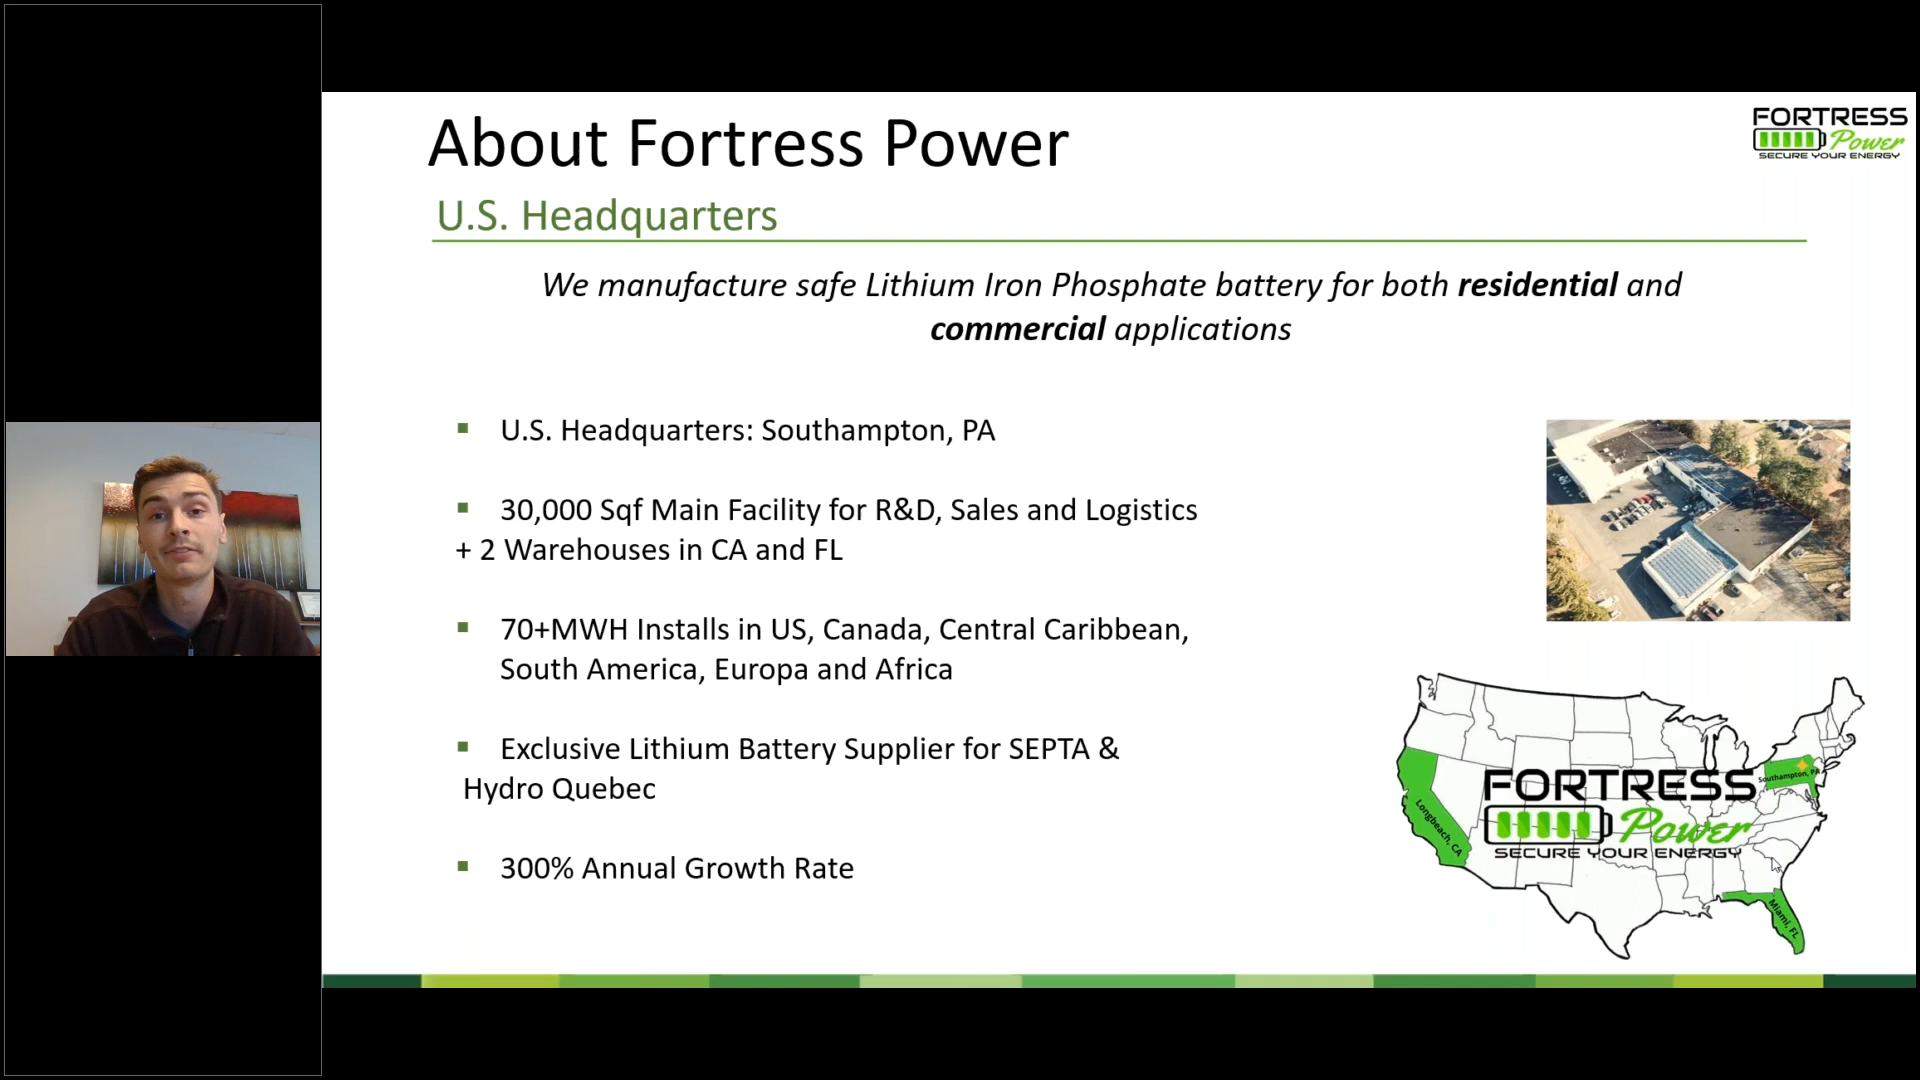 About Fortress Power
U.S. Headquarters
FORTRESS
Power
SECURE YOUR ENERGY
We manufacture safe Lithium Iron Phosphate battery for both residential and
commercial applications
U.S. Headquarters: Southampton, PA
30,000 Sqf Main Facility for R&D, Sales and Logistics
+ 2 Warehouses in CA and FL
70+MWH Installs in US, Canada, Central Caribbean,
South America, Europa and Africa
Exclusive Lithium Battery Supplier for SEPTA &
Hydro Quebec
300% Annual Growth Rate
Southampton, PA
FORTRESS
Power
SECURE YOUR ENERGY
Longbeach, CA
Miami, FL